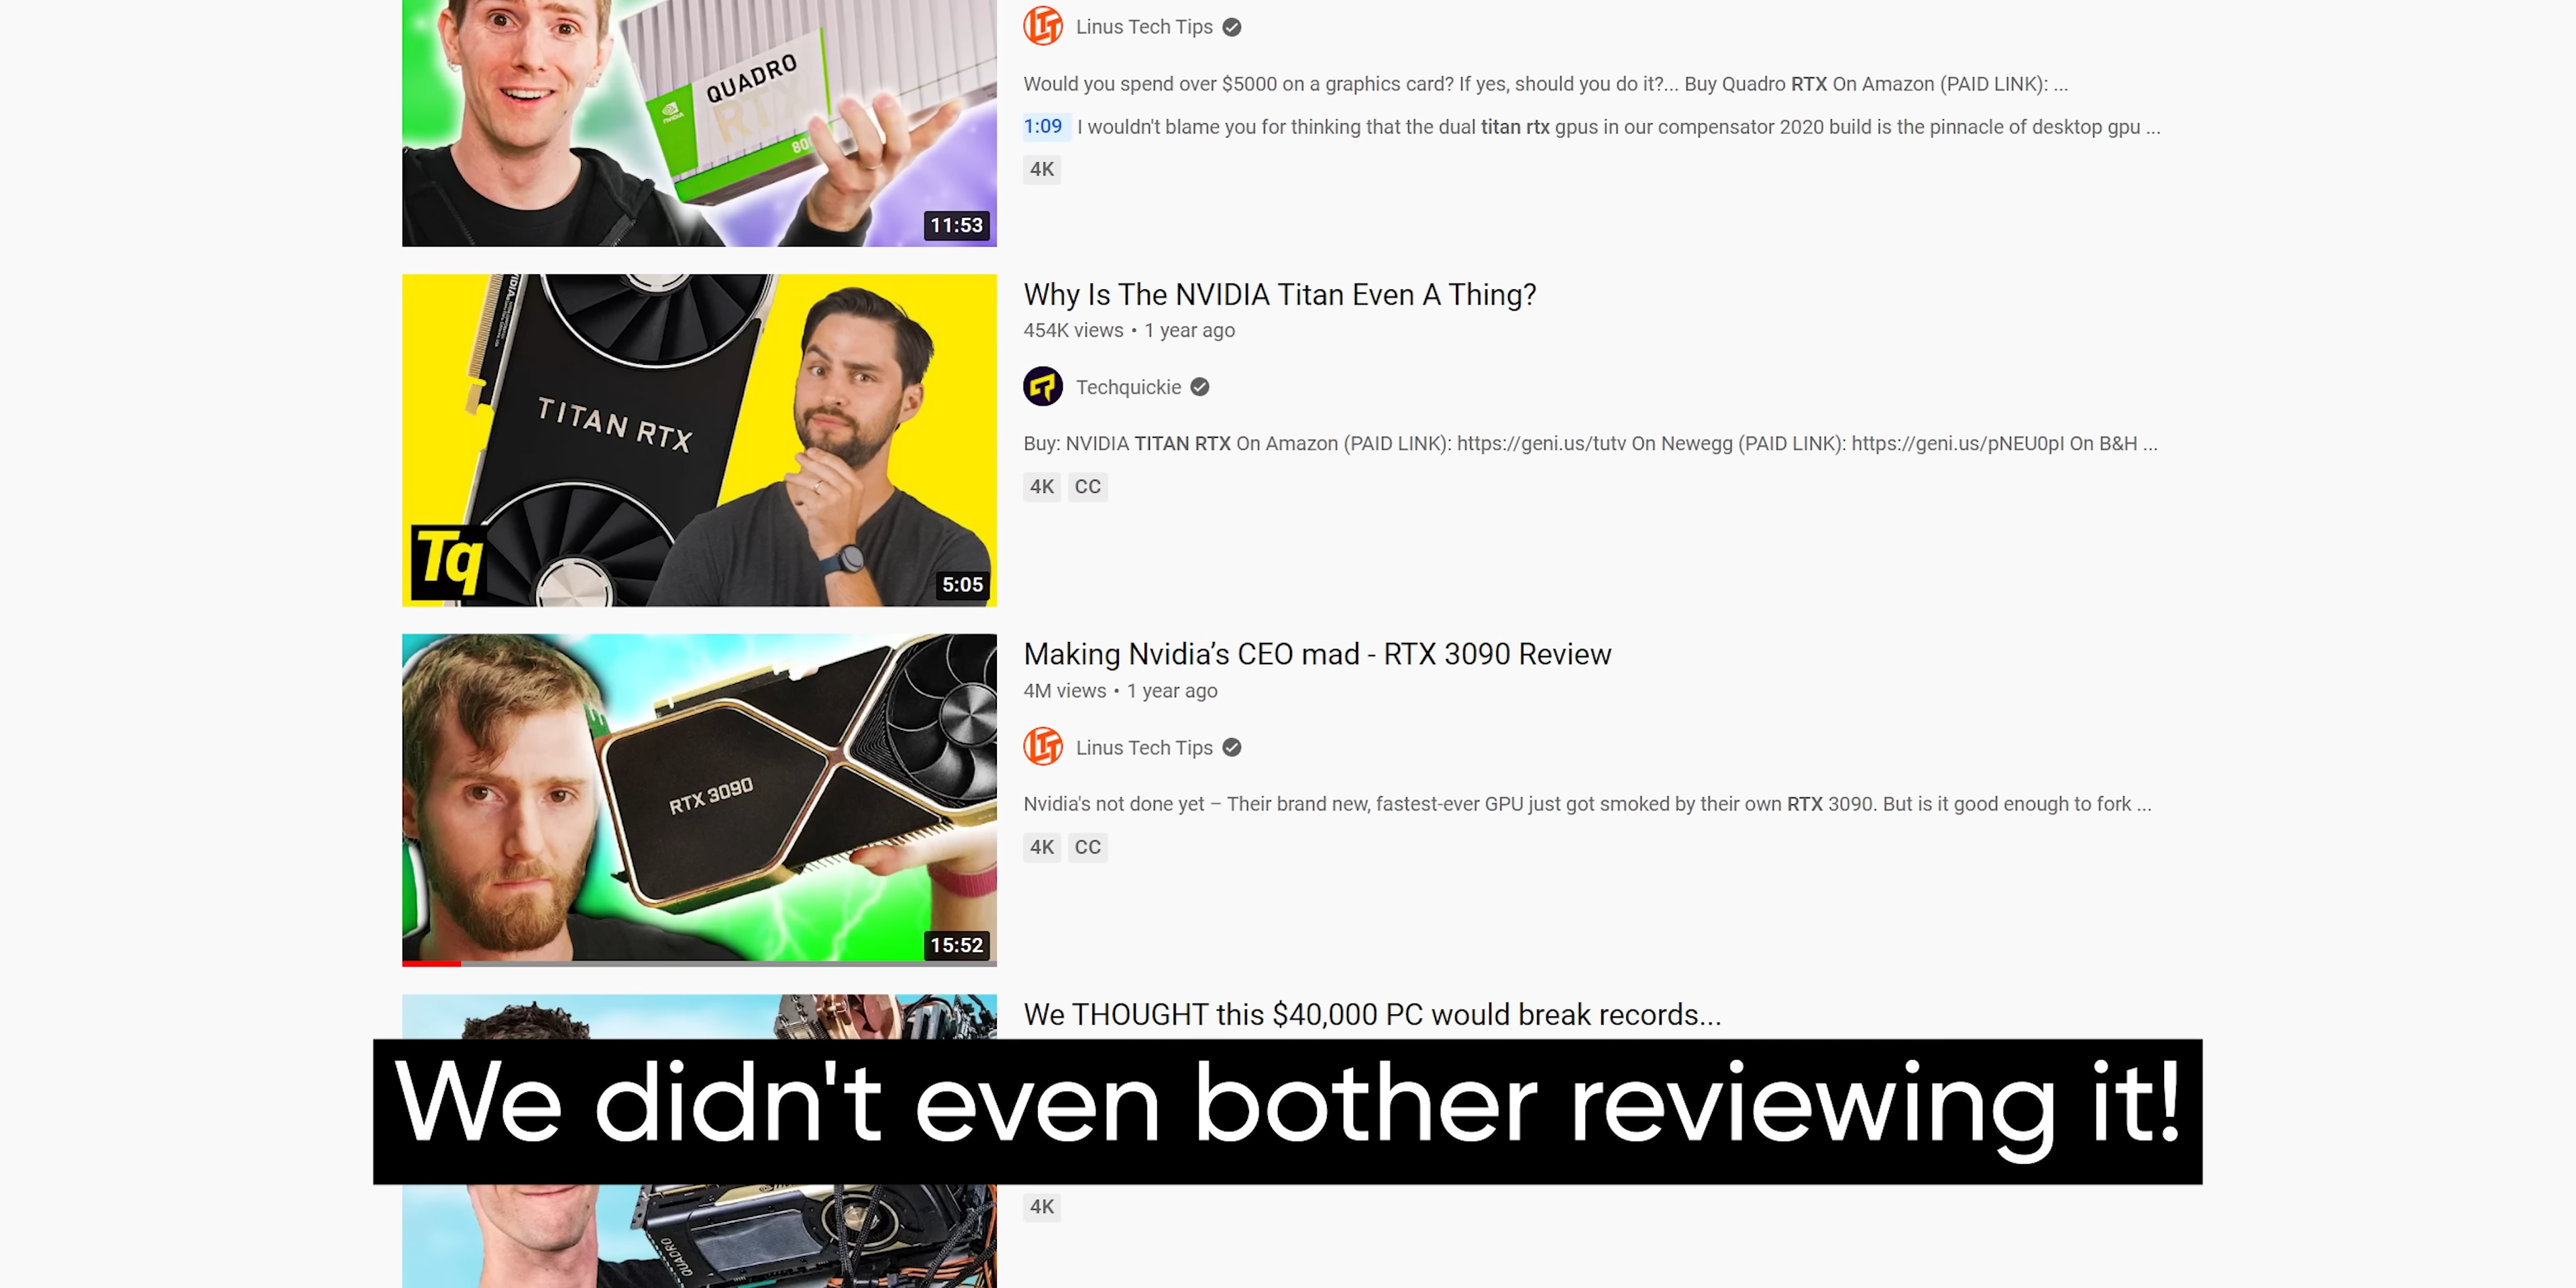 Linus Tech Tips
QUADRO
RTX
NVIDIA
80
Would you spend over $5000 on a graphics card? If yes, should you do it?... Buy Quadro RTX On Amazon (PAID LINK): ...
1:09 I wouldn't blame you for thinking that the dual titan rtx gpus in our compensator 2020 build is the pinnacle of desktop gpu ...
4K
11:53
Why Is The NVIDIA Titan Even A Thing?
454K views • 1 year ago
Techquickie
TITAN RTX
Buy: NVIDIA TITAN RTX On Amazon (PAID LINK): https://geni.us/tutv On Newegg (PAID LINK): https://geni.us/pNEU0pI On B&H ...
4K CC
Tq
5:05
Making Nvidia's CEO mad - RTX 3090 Review
4M views • 1 year ago
Linus Tech Tips
RTX 3090
Nvidia's not done yet – Their brand new, fastest-ever GPU just got smoked by their own RTX 3090. But is it good enough to fork ...
4K CC
15:52
We THOUGHT this $40,000 PC would break records...
We didn't even bother reviewing it!
4K
QUADRO